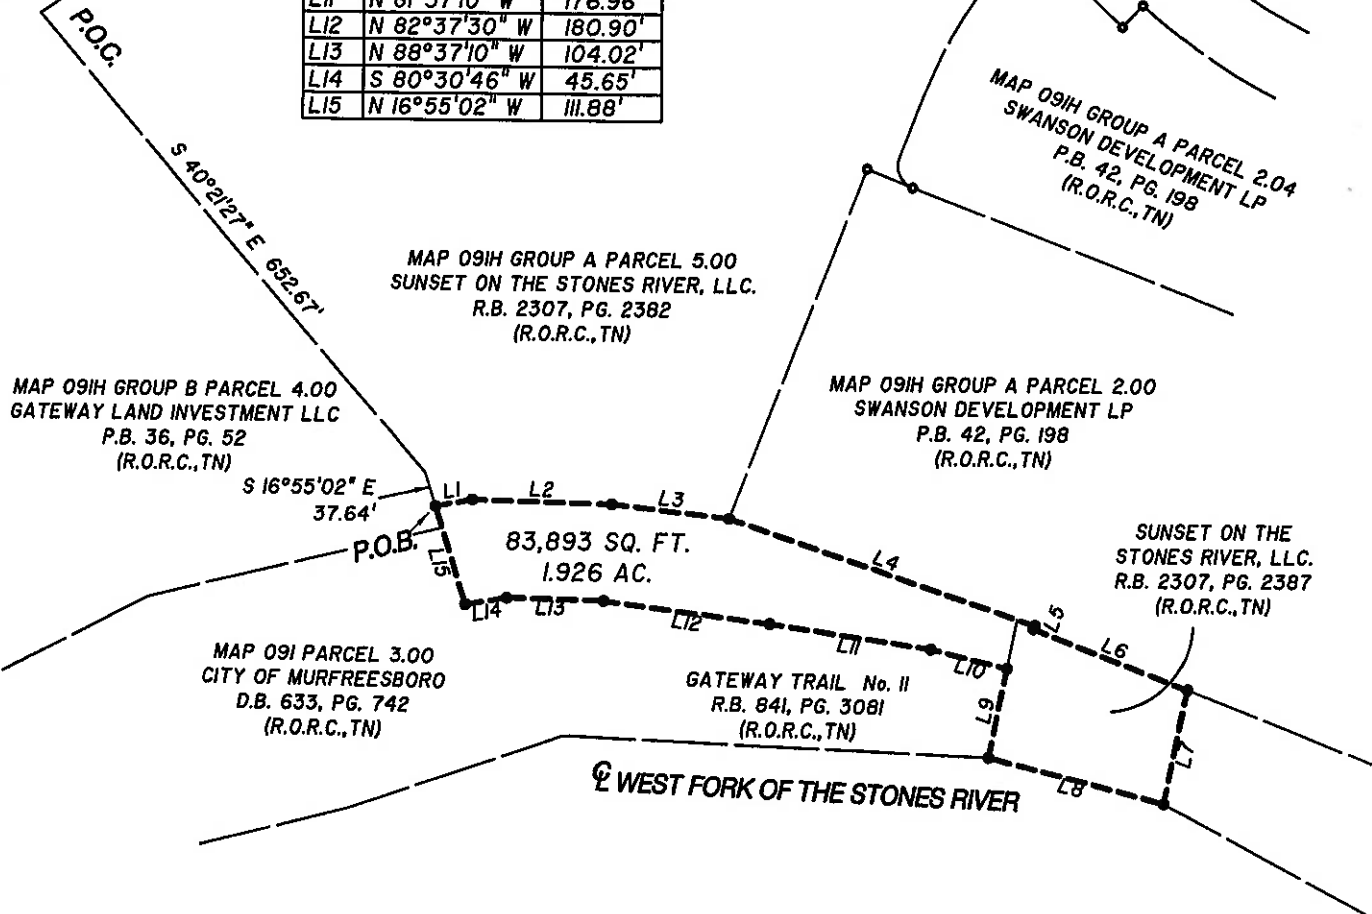 L11 N 81°37'10" W 176.96'
L12 N 82°37'30" W 180.90'
L13 N 88°37'10" W 104.02'
L14 S 80°30'46" W 45.65'
L15 N 16°55'02" W 111.88'
P.O.C.
S 40°21'27" E 652.67'
MAP 091H GROUP A PARCEL 2.04
SWANSON DEVELOPMENT LP
P.B. 42, PG. 198
(R.O.R.C., TN)
MAP 091H GROUP A PARCEL 5.00
SUNSET ON THE STONES RIVER, LLC.
R.B. 2307, PG. 2382
(R.O.R.C., TN)
MAP 091H GROUP B PARCEL 4.00
GATEWAY LAND INVESTMENT LLC
P.B. 36, PG. 52
(R.O.R.C., TN)
MAP 091H GROUP A PARCEL 2.00
SWANSON DEVELOPMENT LP
P.B. 42, PG. 198
(R.O.R.C., TN)
S 16°55'02" E
37.64'
P.O.B.
L1
L2
L3
L4
L5
L6
L7
L8
L9
L10
L11
L12
L13
L14
L15
83,893 SQ. FT.
1.926 AC.
SUNSET ON THE
STONES RIVER, LLC.
R.B. 2307, PG. 2387
(R.O.R.C., TN)
MAP 091 PARCEL 3.00
CITY OF MURFREESBORO
D.B. 633, PG. 742
(R.O.R.C., TN)
GATEWAY TRAIL No. 11
R.B. 841, PG. 3081
(R.O.R.C., TN)
℄ WEST FORK OF THE STONES RIVER